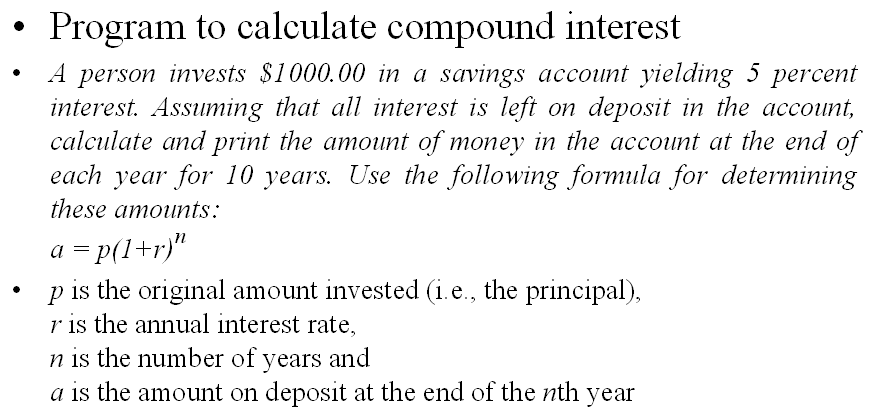 • Program to calculate compound interest
• A person invests $1000.00 in a savings account yielding 5 percent
interest. Assuming that all interest is left on deposit in the account,
calculate and print the amount of money in the account at the end of
each year for 10 years. Use the following formula for determining
these amounts:
a = p(1+r)ⁿ
• p is the original amount invested (i.e., the principal),
r is the annual interest rate,
n is the number of years and
a is the amount on deposit at the end of the nth year